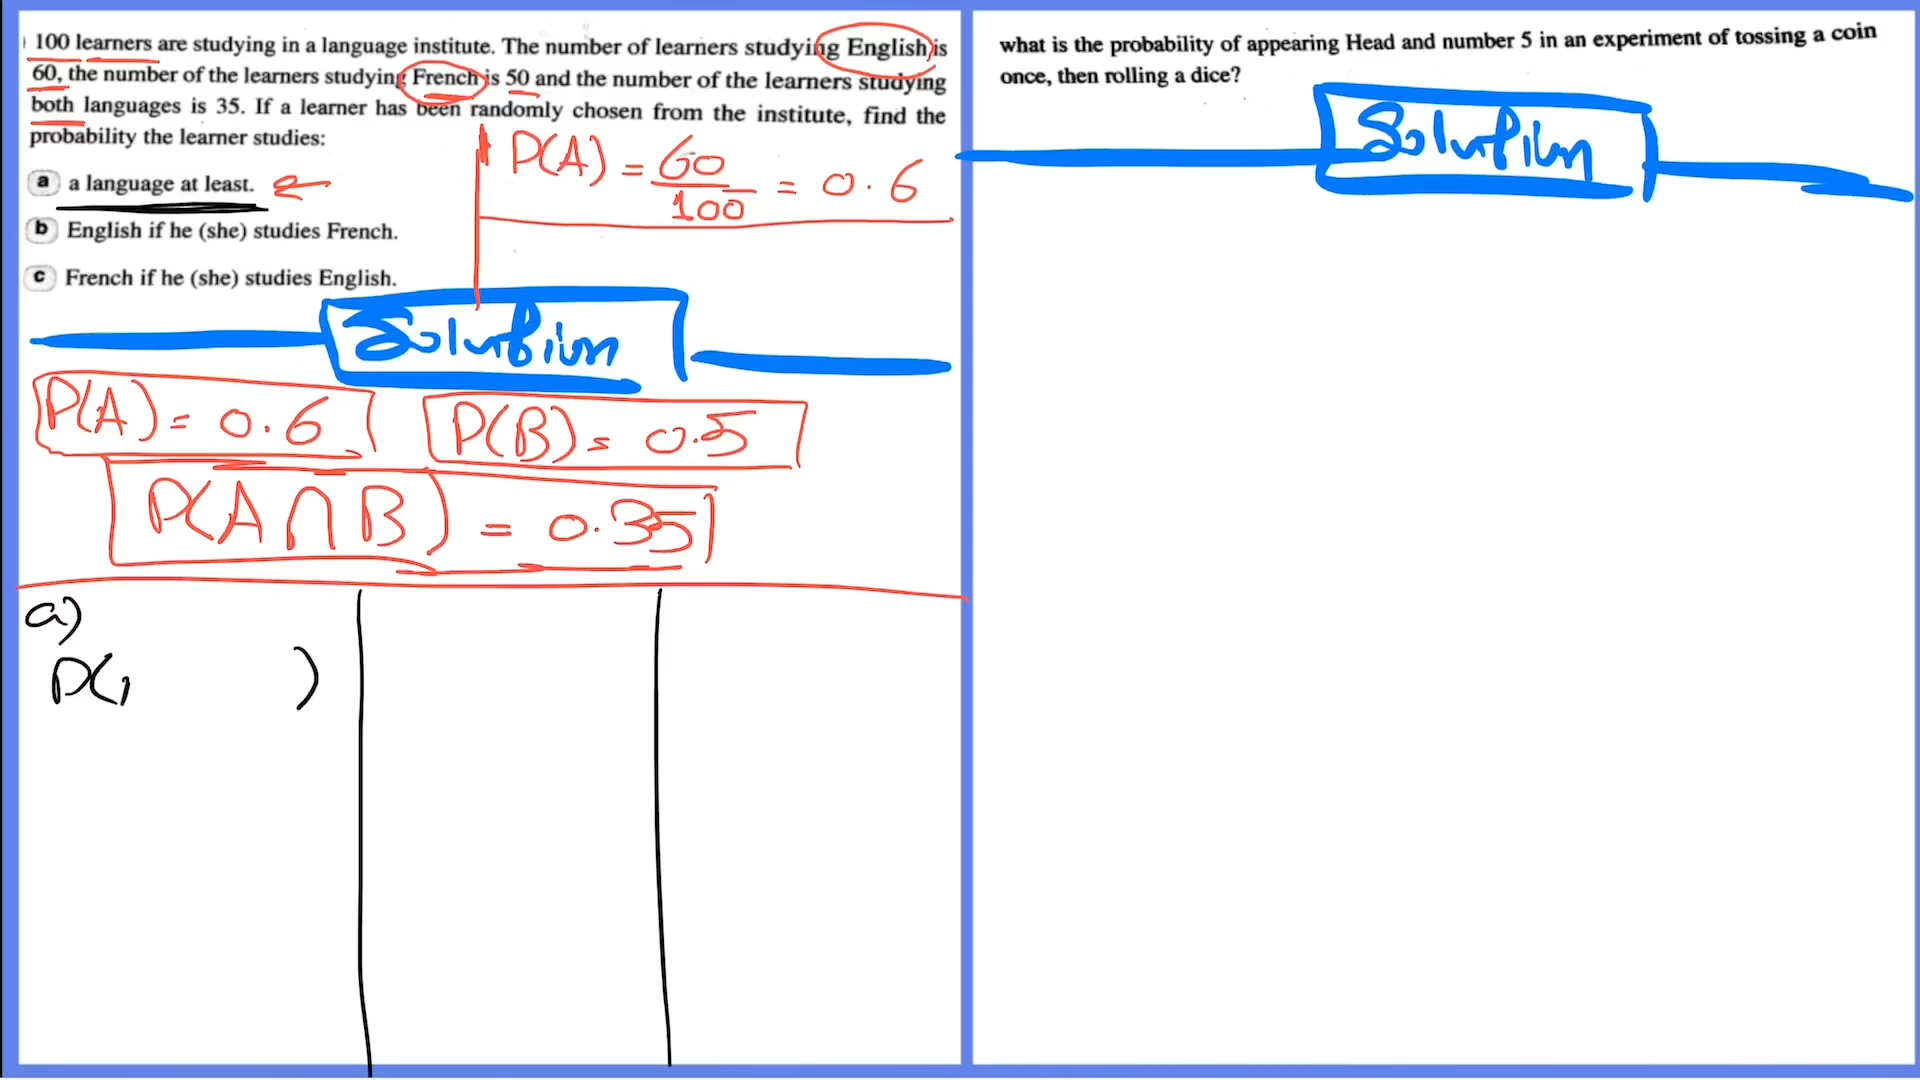 100 learners are studying in a language institute. The number of learners studying English is
60, the number of the learners studying French is 50 and the number of the learners studying
both languages is 35. If a learner has been randomly chosen from the institute, find the
probability the learner studies:
a a language at least.
b English if he (she) studies French.
c French if he (she) studies English.
P(A) = 60/100 = 0.6
Solution
P(A) = 0.6
P(B) = 0.5
P(A∩B) = 0.35
a)
P( )
what is the probability of appearing Head and number 5 in an experiment of tossing a coin
once, then rolling a dice?
Solution